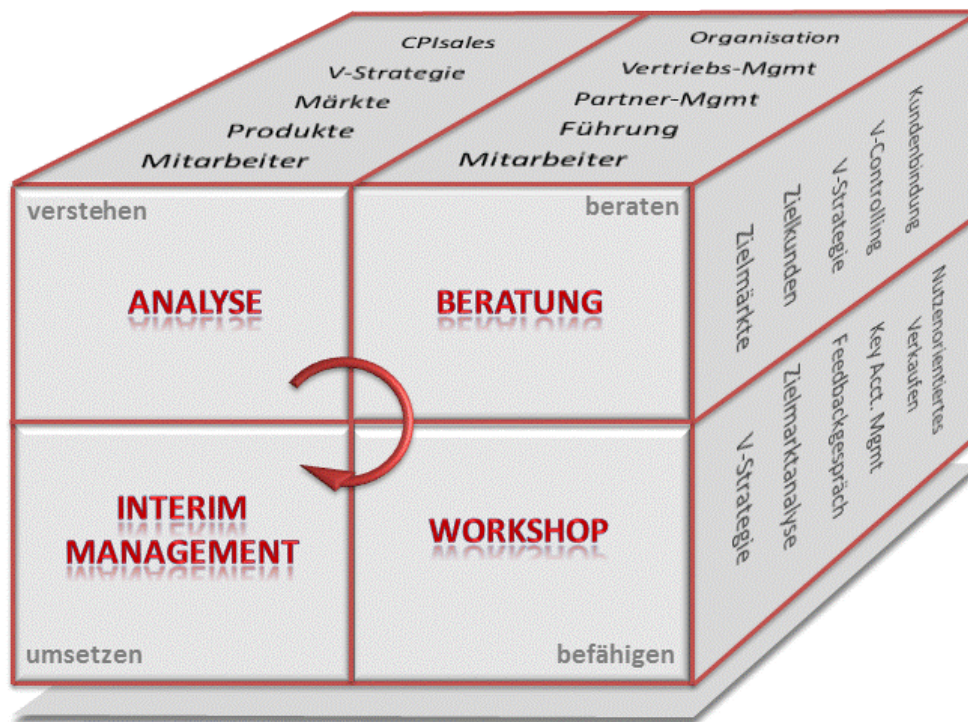 CPIsales
V-Strategie
Märkte
Produkte
Mitarbeiter
Organisation
Vertriebs-Mgmt
Partner-Mgmt
Führung
Mitarbeiter
verstehen
ANALYSE
beraten
BERATUNG
INTERIM
MANAGEMENT
umsetzen
WORKSHOP
befähigen
Zielmärkte
Zielkunden
V-Strategie
V-Controlling
Kundenbindung
V-Strategie
Zielmarktanalyse
Feedbackgespräch
Key Acct. Mgmt
Nutzenorientiertes
Verkaufen